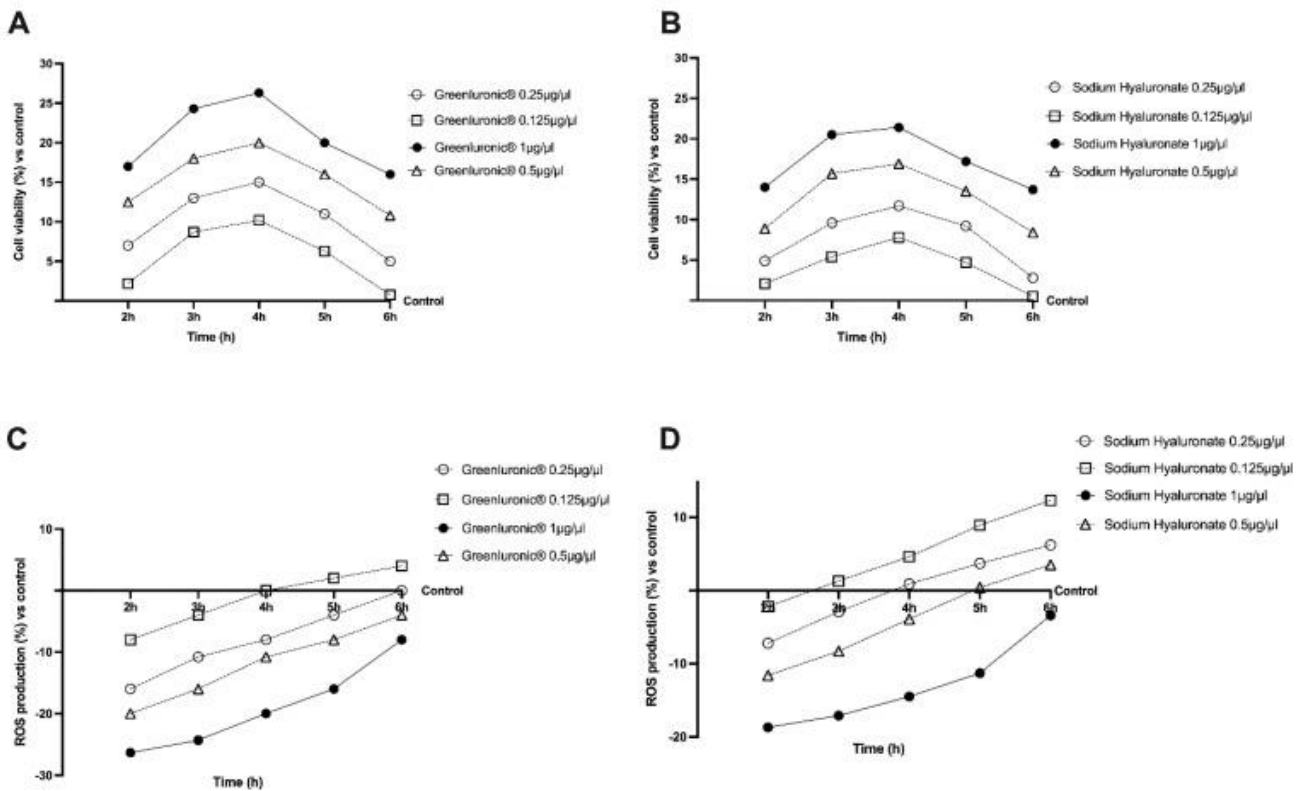 A
30
25
20
15
10
5
Cell viability (%) vs control
2h 3h 4h 5h 6h
Control
Time (h)
Greenluronic® 0.25µg/µl
Greenluronic® 0.125µg/µl
Greenluronic® 1µg/µl
Greenluronic® 0.5µg/µl
B
30
25
20
15
10
5
Cell viability (%) vs control
2h 3h 4h 5h 6h
Control
Time (h)
Sodium Hyaluronate 0.25µg/µl
Sodium Hyaluronate 0.125µg/µl
Sodium Hyaluronate 1µg/µl
Sodium Hyaluronate 0.5µg/µl
C
Greenluronic® 0.25µg/µl
Greenluronic® 0.125µg/µl
Greenluronic® 1µg/µl
Greenluronic® 0.5µg/µl
10
-10
-20
-30
ROS production (%) vs control
2h 3h 4h 5h 6h
Control
Time (h)
D
Sodium Hyaluronate 0.25µg/µl
Sodium Hyaluronate 0.125µg/µl
Sodium Hyaluronate 1µg/µl
Sodium Hyaluronate 0.5µg/µl
10
-10
-20
ROS production (%) vs control
2h 3h 4h 5h 6h
Control
Time (h)